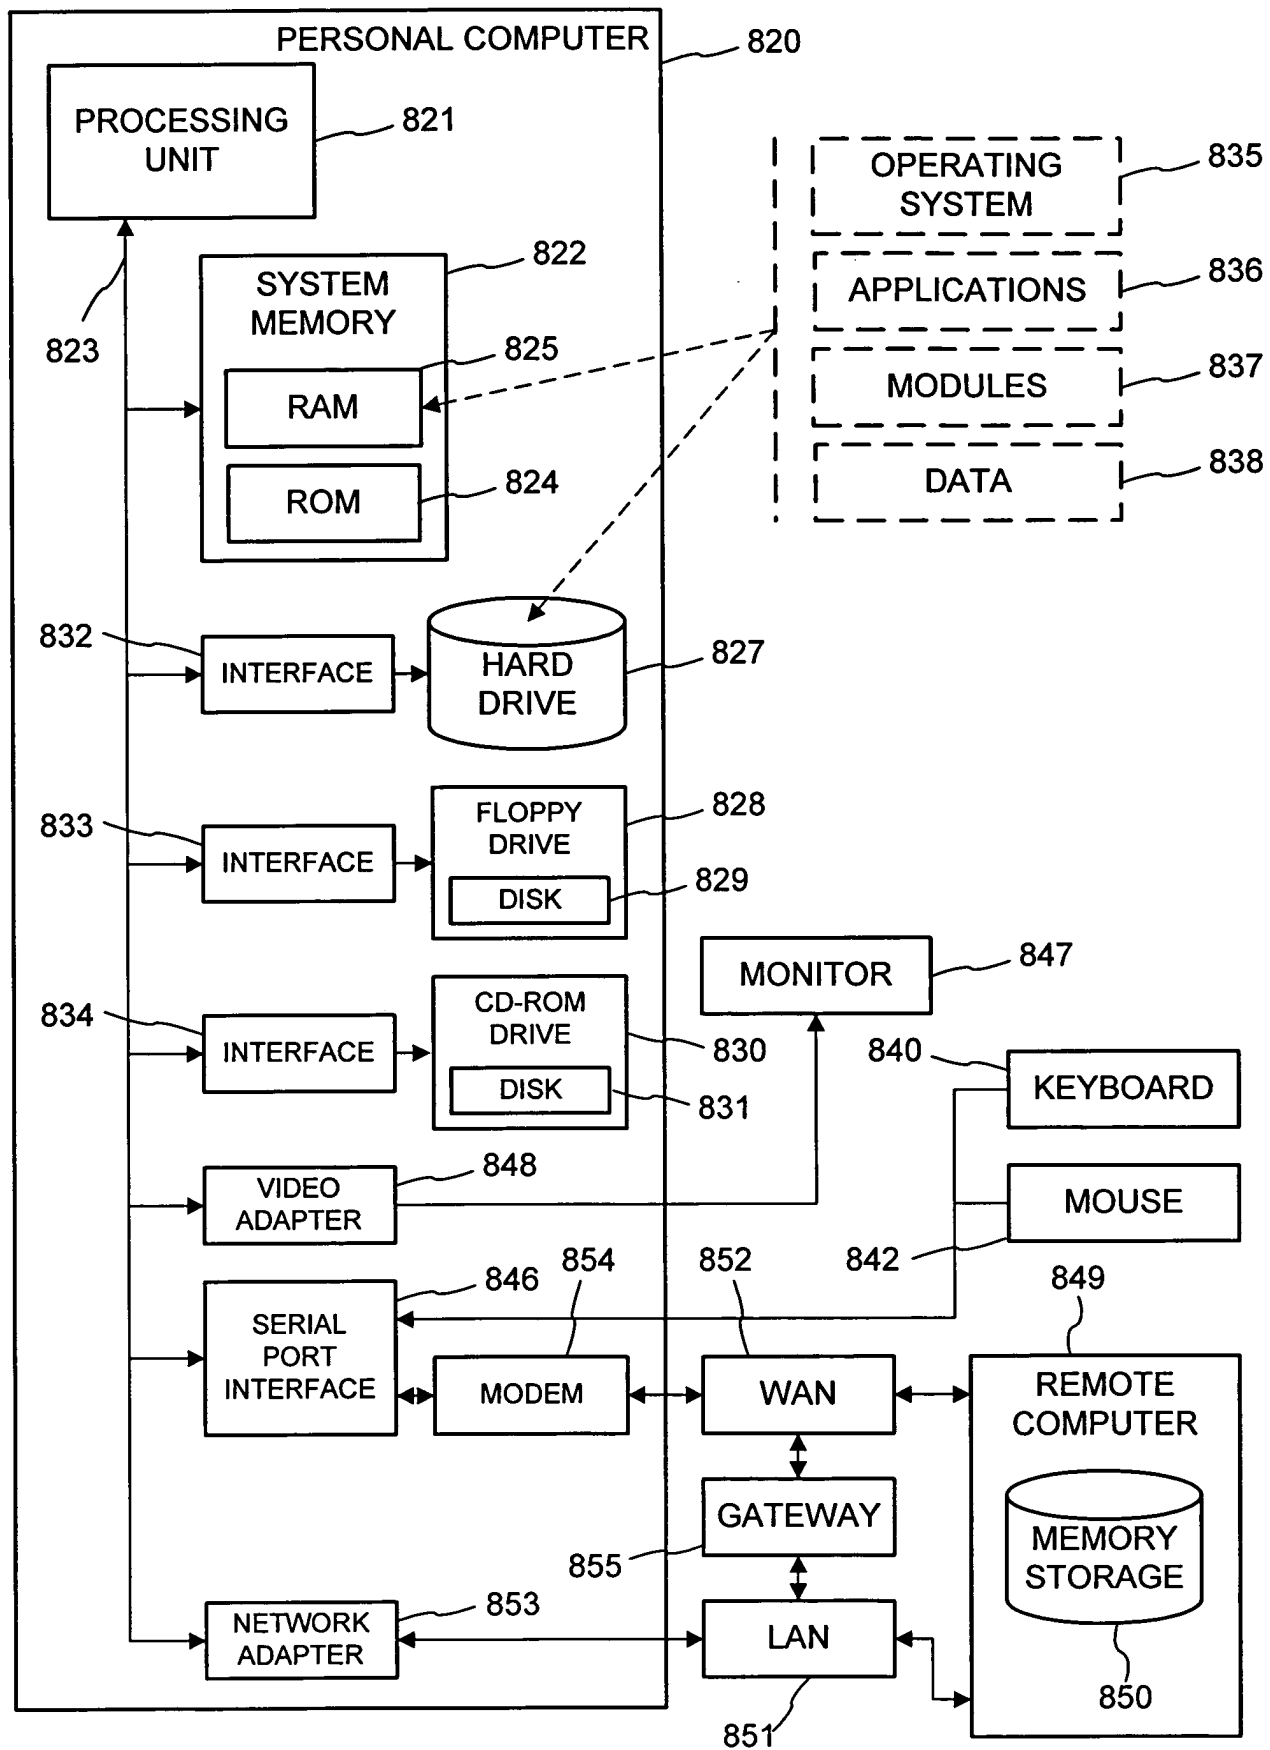 PERSONAL COMPUTER
820
PROCESSING
UNIT
821
823
SYSTEM
MEMORY
822
RAM
825
ROM
824
OPERATING
SYSTEM
835
APPLICATIONS
836
MODULES
837
DATA
838
832
INTERFACE
HARD
DRIVE
827
833
INTERFACE
FLOPPY
DRIVE
828
DISK
829
834
INTERFACE
CD-ROM
DRIVE
830
DISK
831
MONITOR
847
840
KEYBOARD
MOUSE
842
VIDEO
ADAPTER
848
SERIAL
PORT
INTERFACE
846
854
MODEM
852
WAN
849
REMOTE
COMPUTER
GATEWAY
855
MEMORY
STORAGE
850
NETWORK
ADAPTER
853
LAN
851